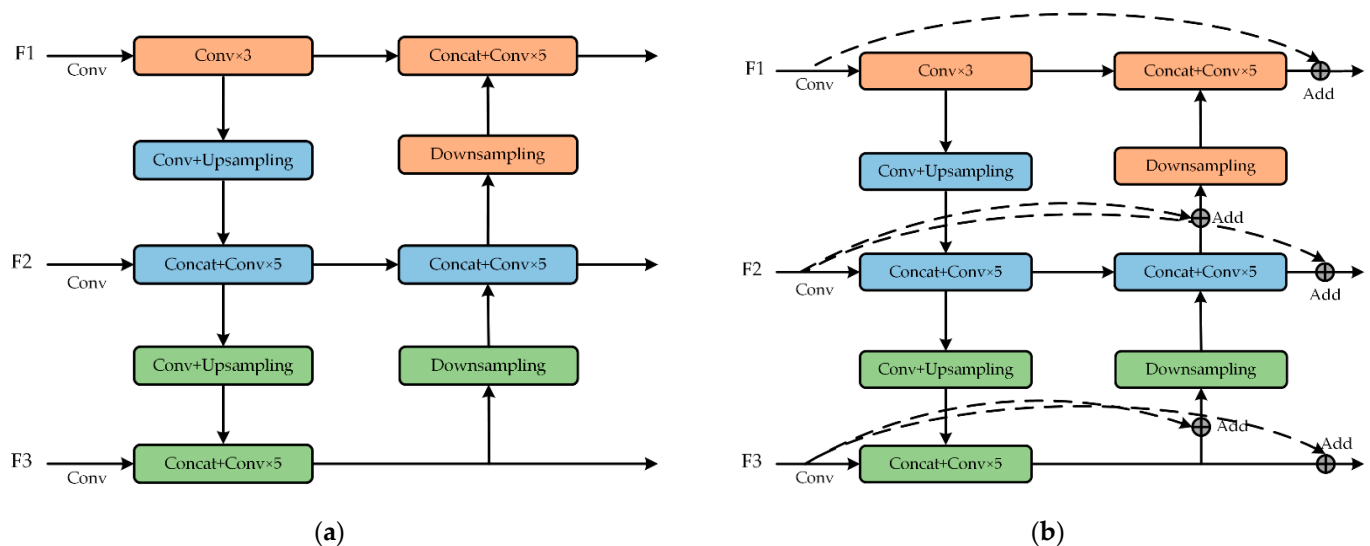 F1
Conv
Conv×3
Concat+Conv×5
Conv+Upsampling
Downsampling
F2
Conv
Concat+Conv×5
Concat+Conv×5
Conv+Upsampling
Downsampling
F3
Conv
Concat+Conv×5
(a)
F1
Conv
Conv×3
Concat+Conv×5
Add
Conv+Upsampling
Downsampling
Add
F2
Conv
Concat+Conv×5
Concat+Conv×5
Add
Conv+Upsampling
Downsampling
Add
Add
F3
Conv
Concat+Conv×5
(b)